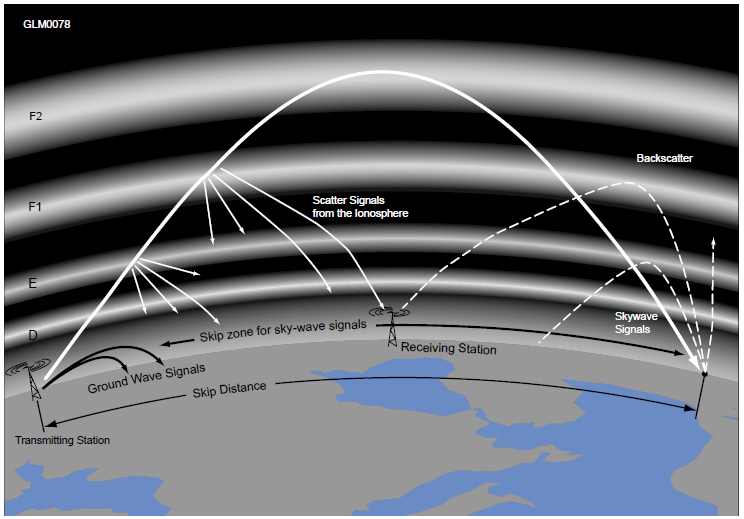 GLM0078
F2
Backscatter
F1
Scatter Signals
from the Ionosphere
E
D
Skywave
Signals
Skip zone for sky-wave signals
Receiving Station
Ground Wave Signals
Skip Distance
Transmitting Station